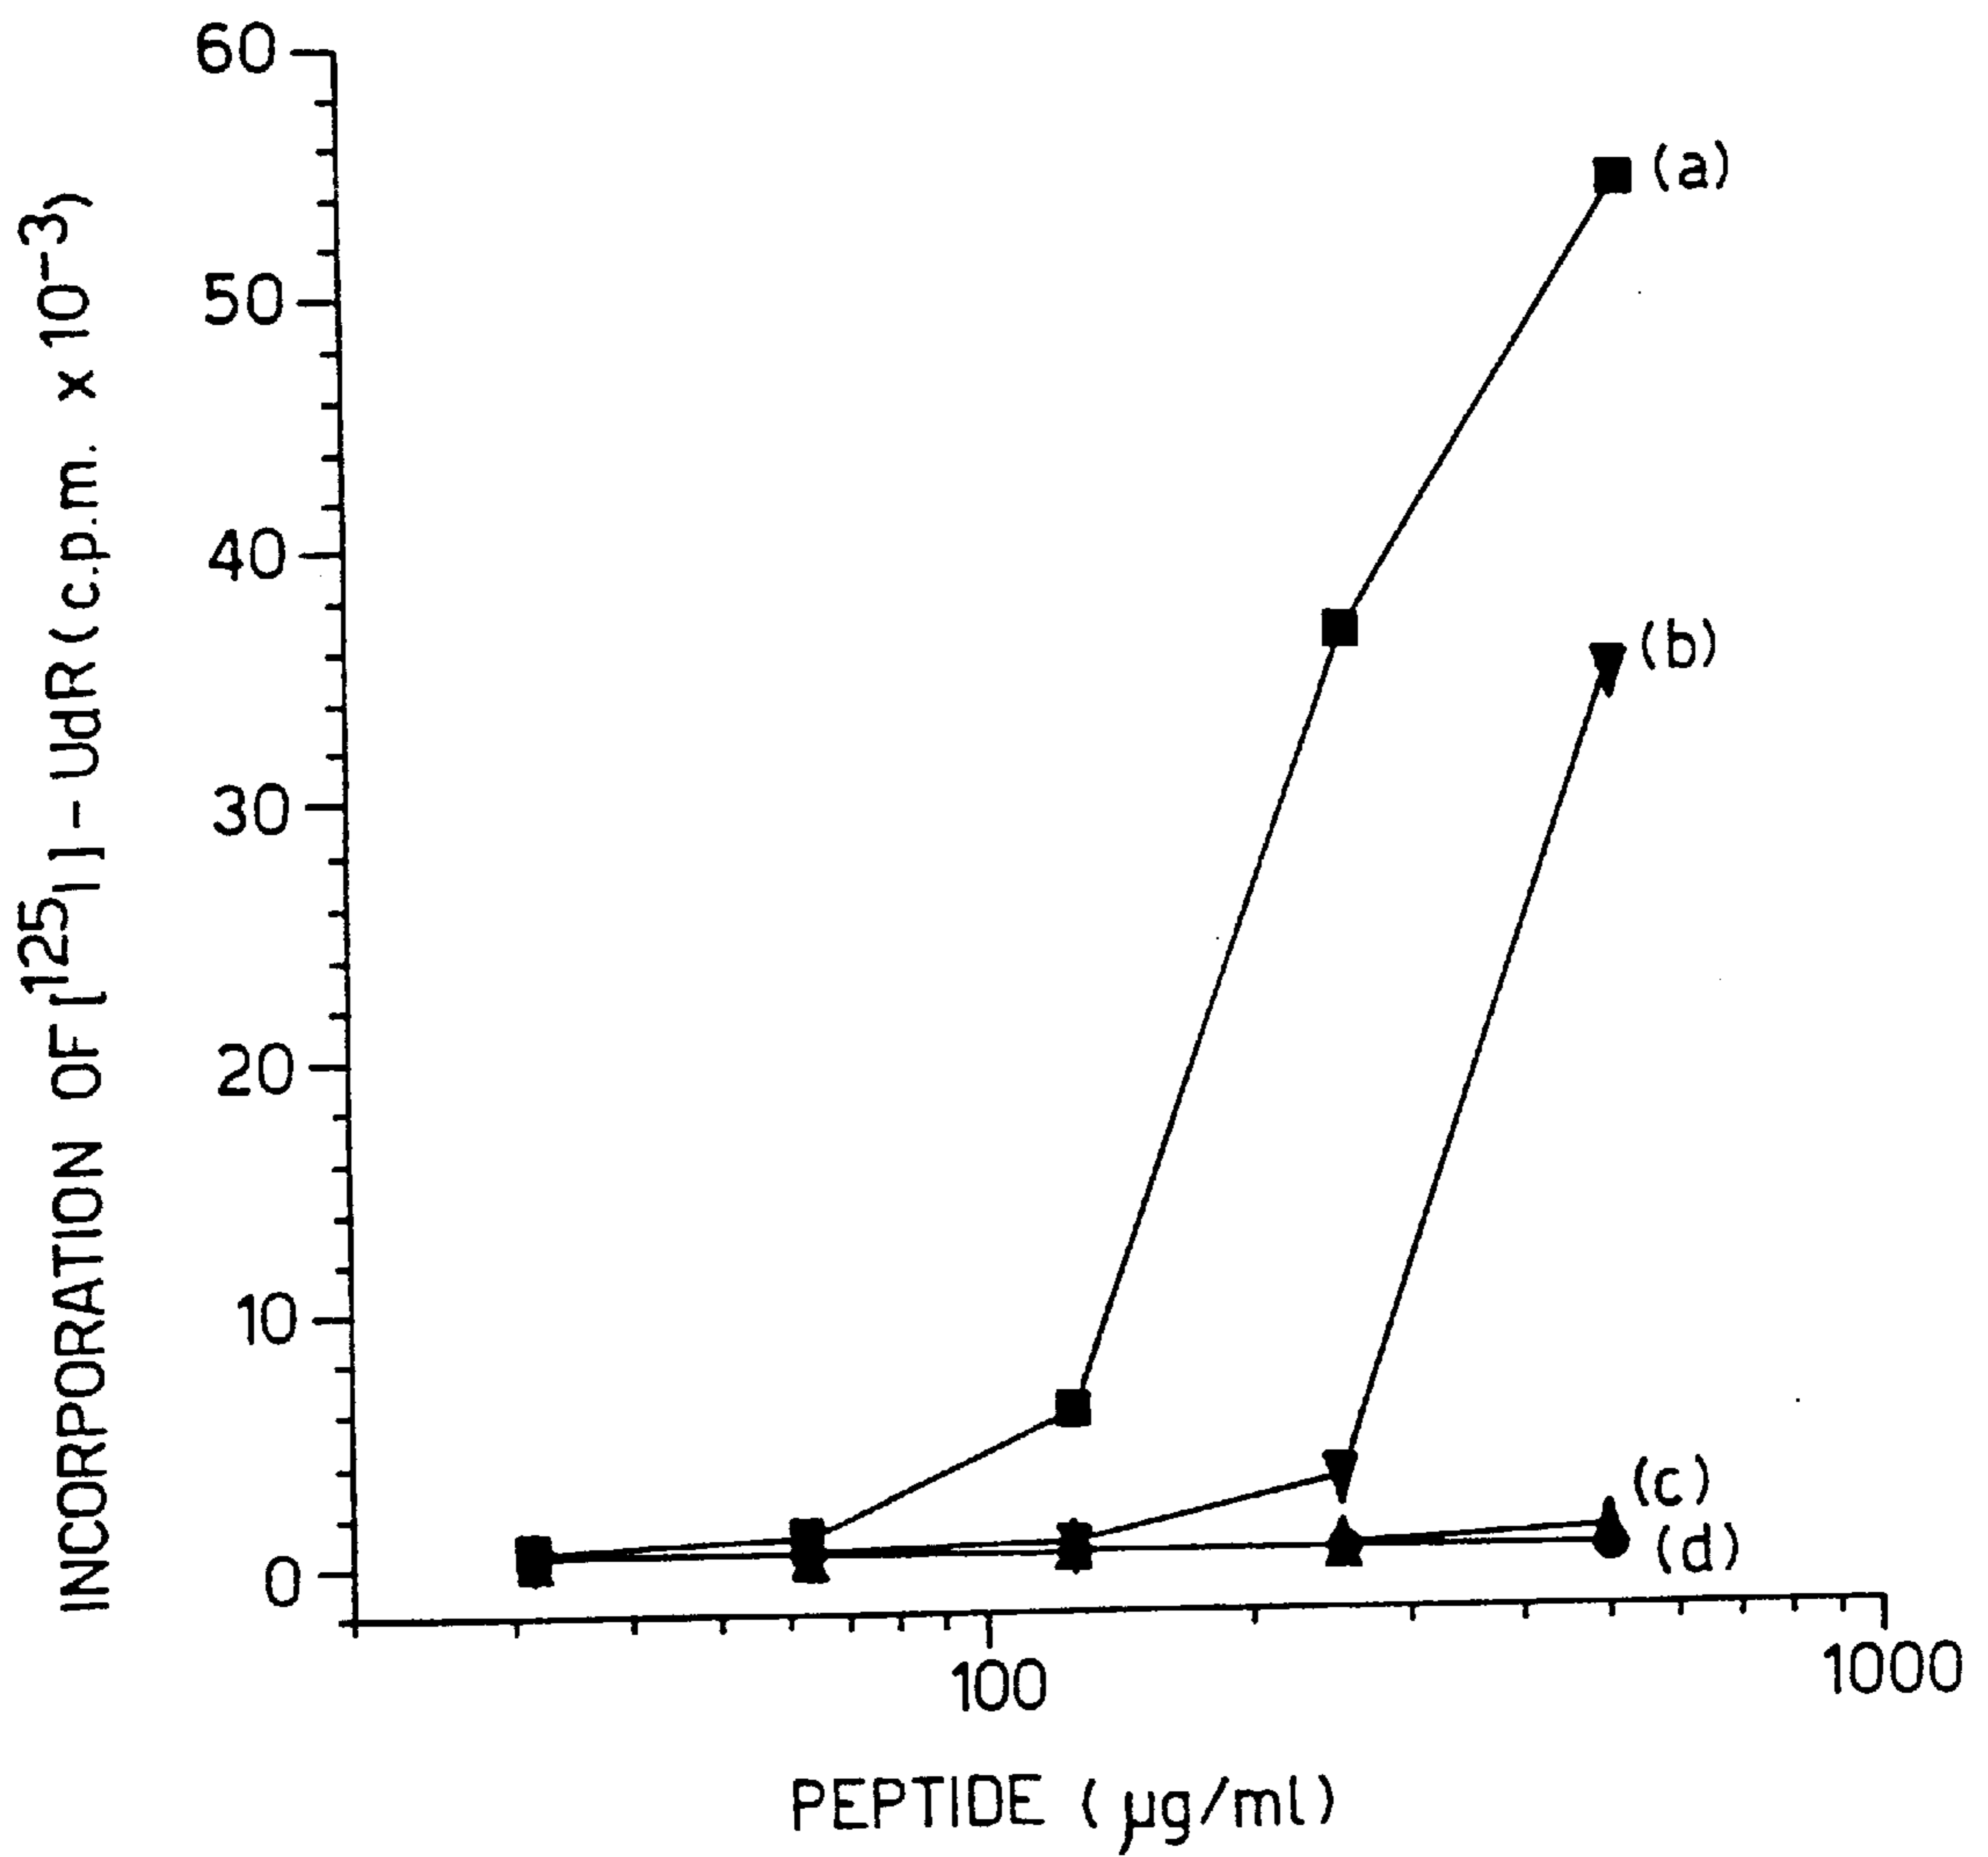 60
50
40
30
20
10
0
INCORPORATION OF [¹²⁵I] - UdR (c.p.m. x 10⁻³)
(a)
(b)
(c)
(d)
100
1000
PEPTIDE (µg/ml)